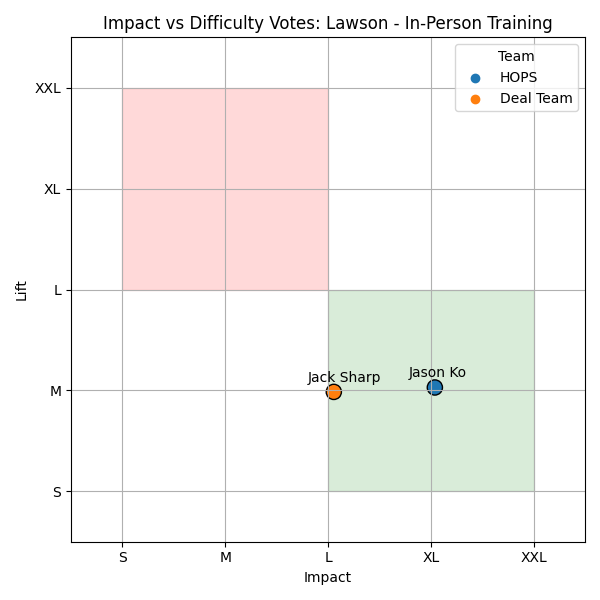 Impact vs Difficulty Votes: Lawson - In-Person Training
Team
HOPS
Deal Team
XXL
XL
L
M
S
Lift
Jack Sharp
Jason Ko
S
M
L
XL
XXL
Impact